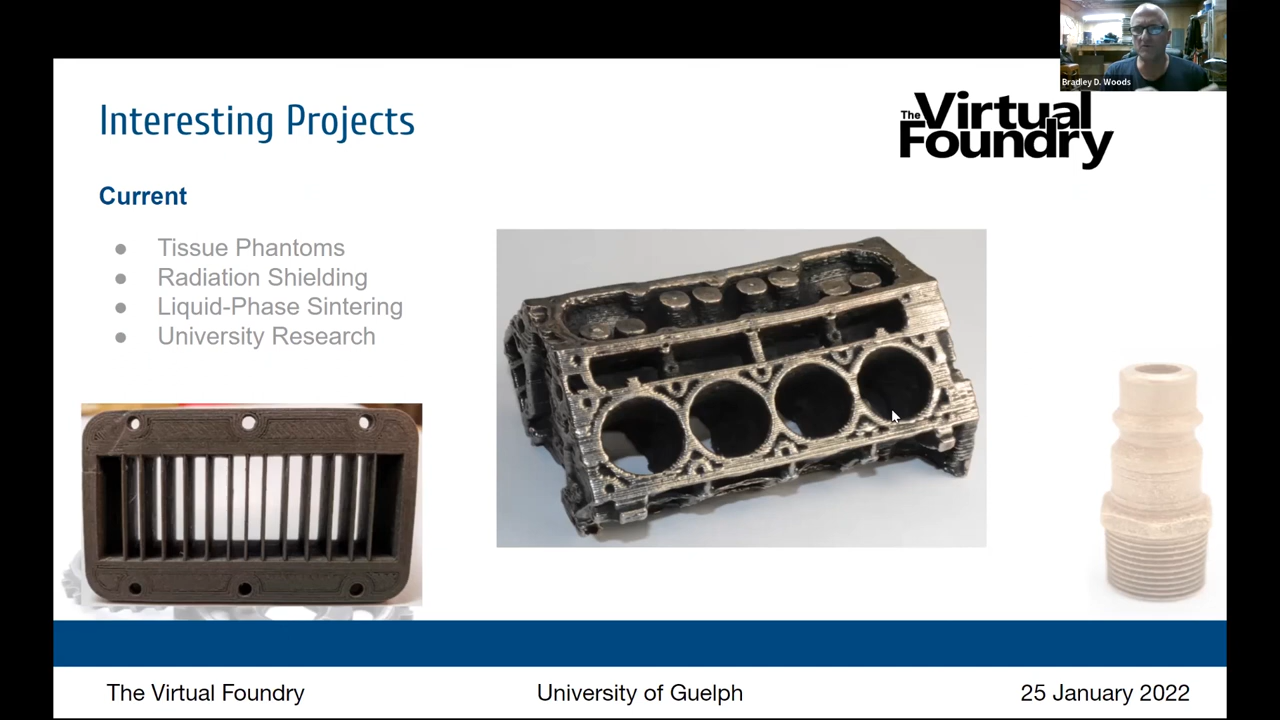 Bradley D. Woods
Interesting Projects
The Virtual
Foundry
Current
● Tissue Phantoms
● Radiation Shielding
● Liquid-Phase Sintering
● University Research
The Virtual Foundry
University of Guelph
25 January 2022